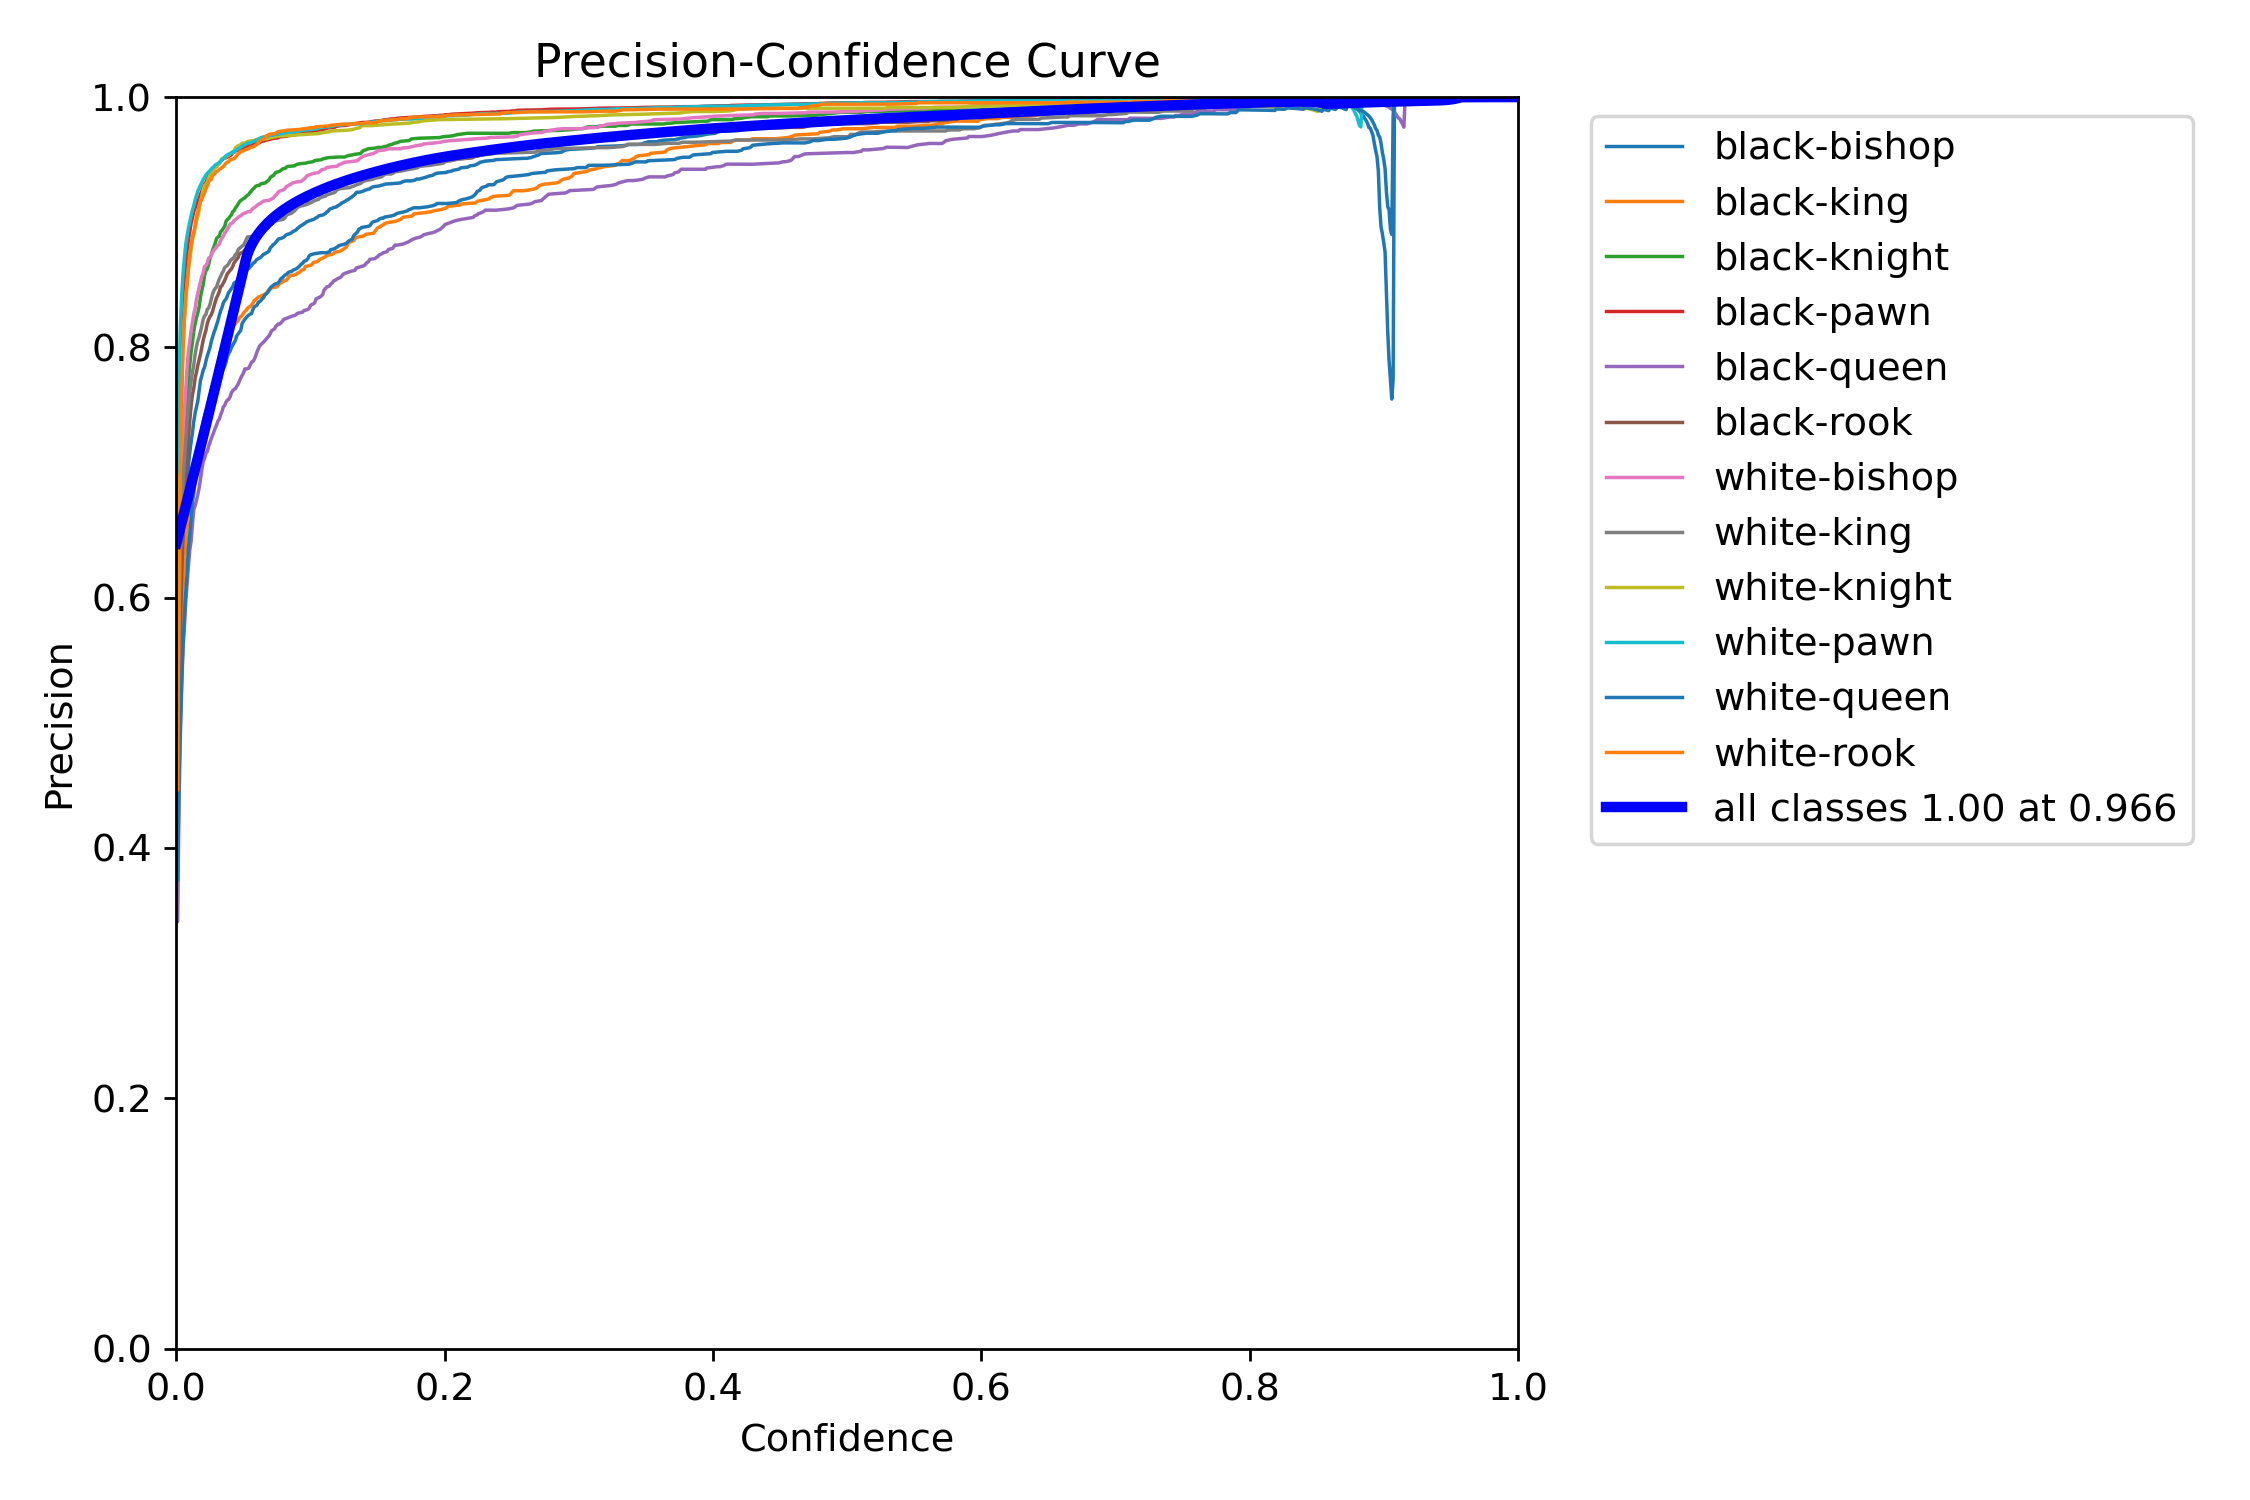 Precision-Confidence Curve
1.0
0.8
0.6
0.4
0.2
0.0
Precision
0.0 0.2 0.4 0.6 0.8 1.0
Confidence
black-bishop
black-king
black-knight
black-pawn
black-queen
black-rook
white-bishop
white-king
white-knight
white-pawn
white-queen
white-rook
all classes 1.00 at 0.966